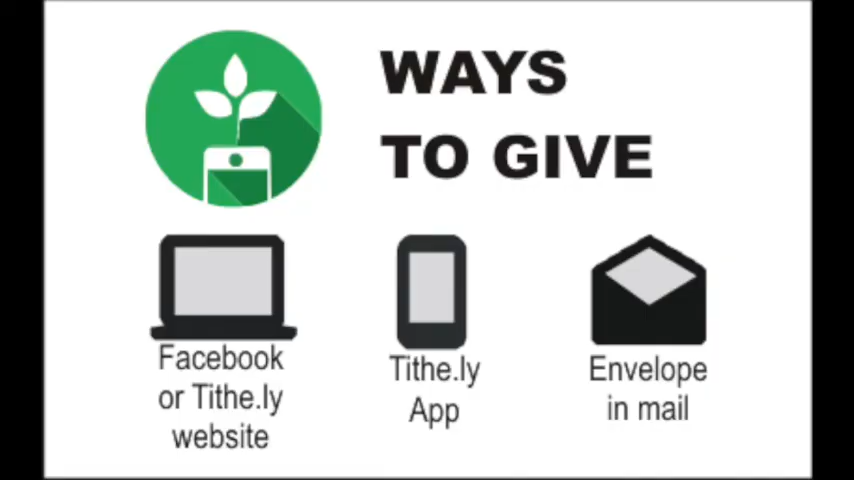 WAYS
TO GIVE
Facebook
or Tithe.ly
website
Tithe.ly
App
Envelope
in mail